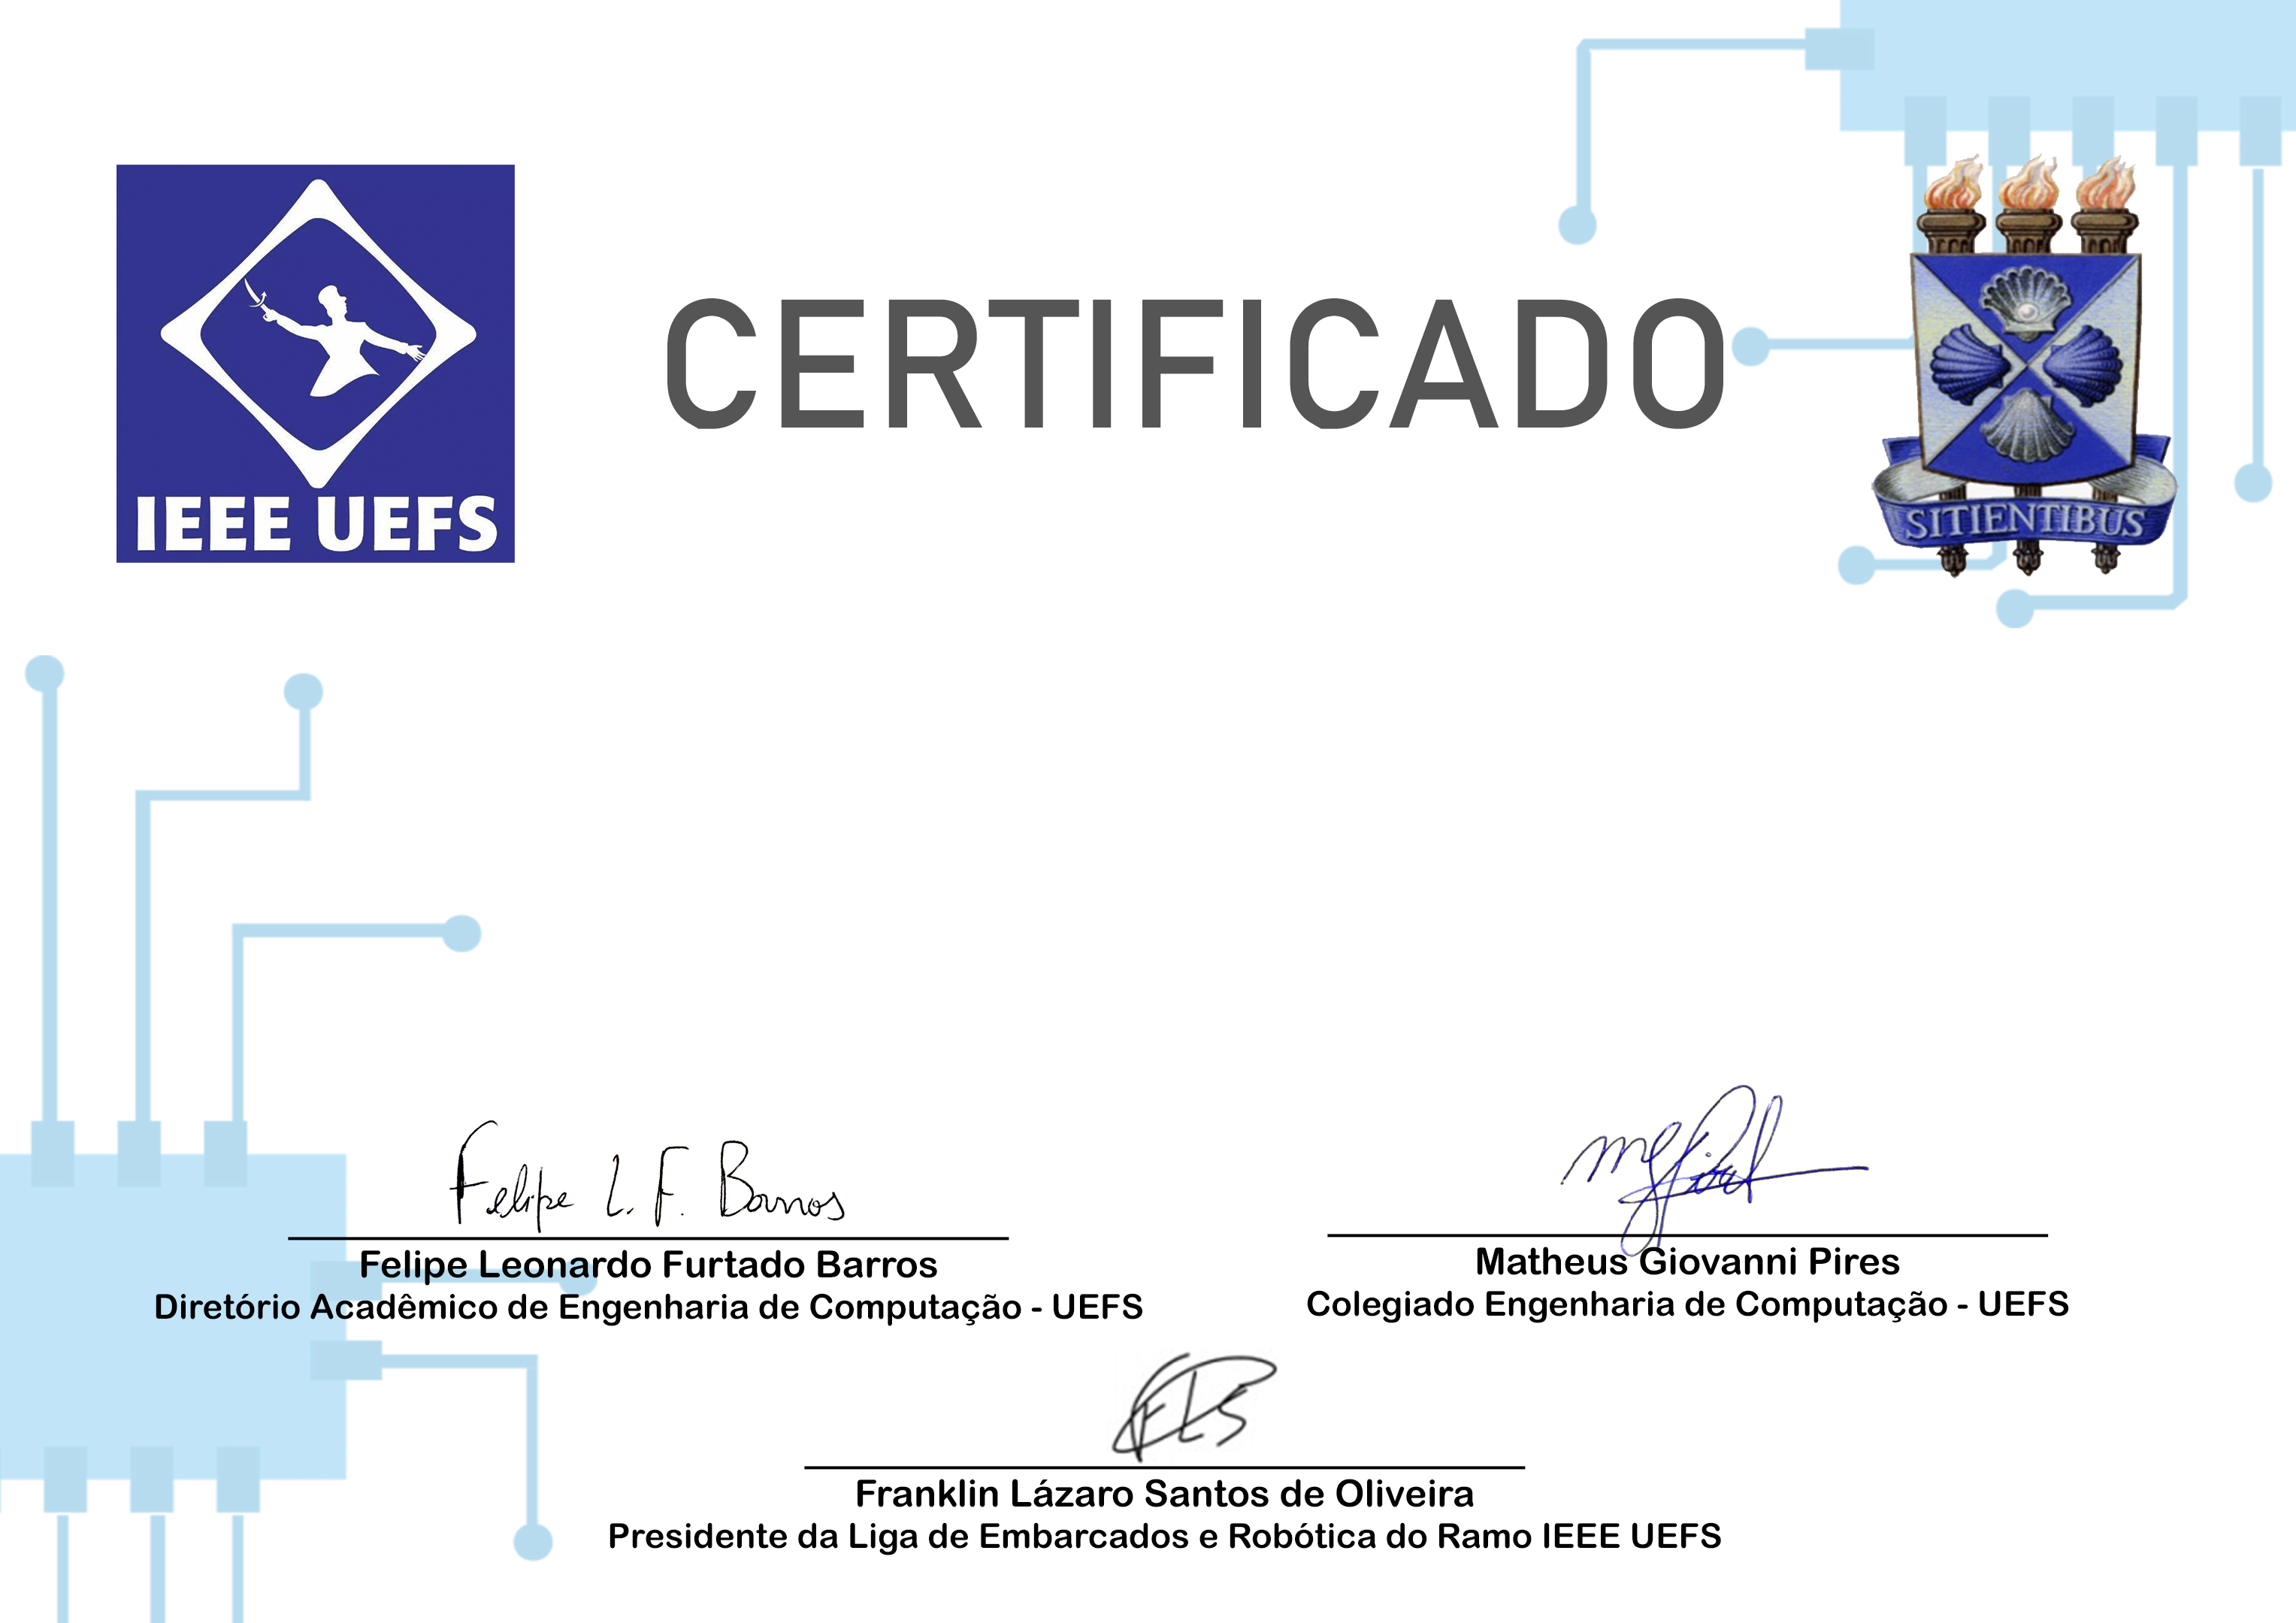 CERTIFICADO
IEEE UEFS
SITIENTIBUS
Felipe L. F. Barros
Felipe Leonardo Furtado Barros
Diretório Acadêmico de Engenharia de Computação - UEFS
Matheus Giovanni Pires
Colegiado Engenharia de Computação - UEFS
Franklin Lázaro Santos de Oliveira
Presidente da Liga de Embarcados e Robótica do Ramo IEEE UEFS